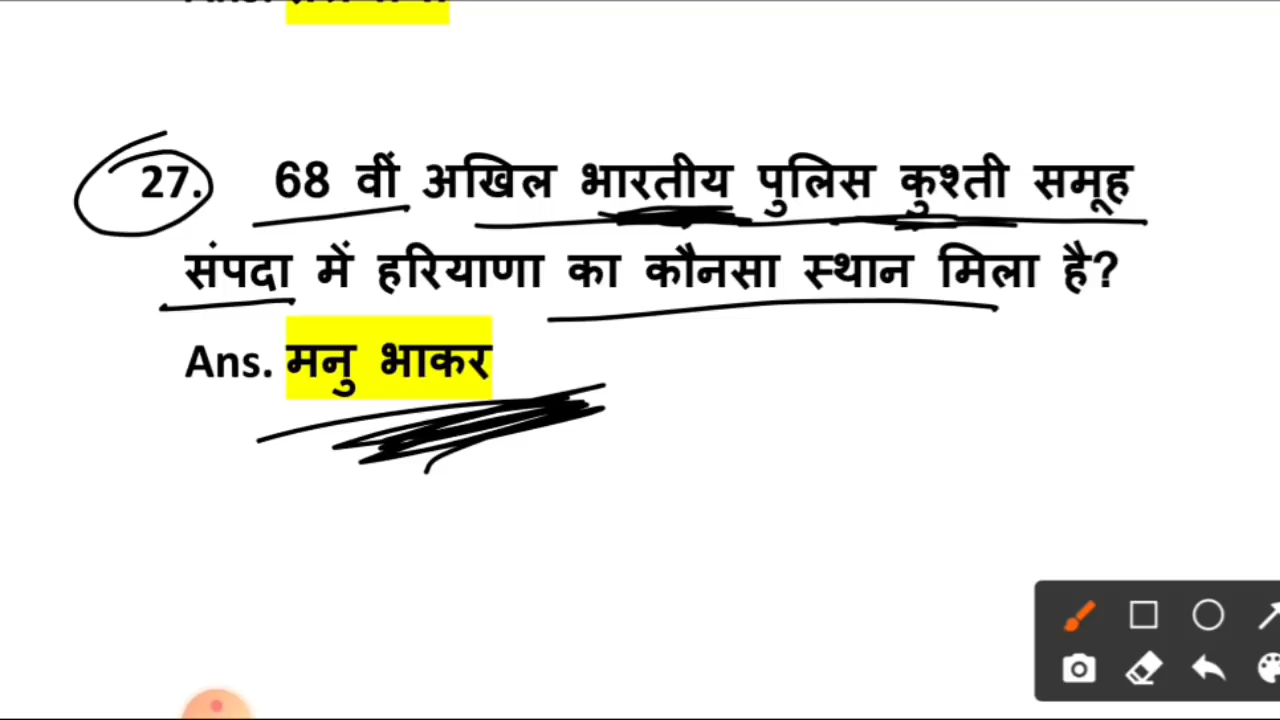 27. 68 वीं अखिल भारतीय पुलिस कुश्ती समूह
संपदा में हरियाणा का कौनसा स्थान मिला है?
Ans. मनु भाकर